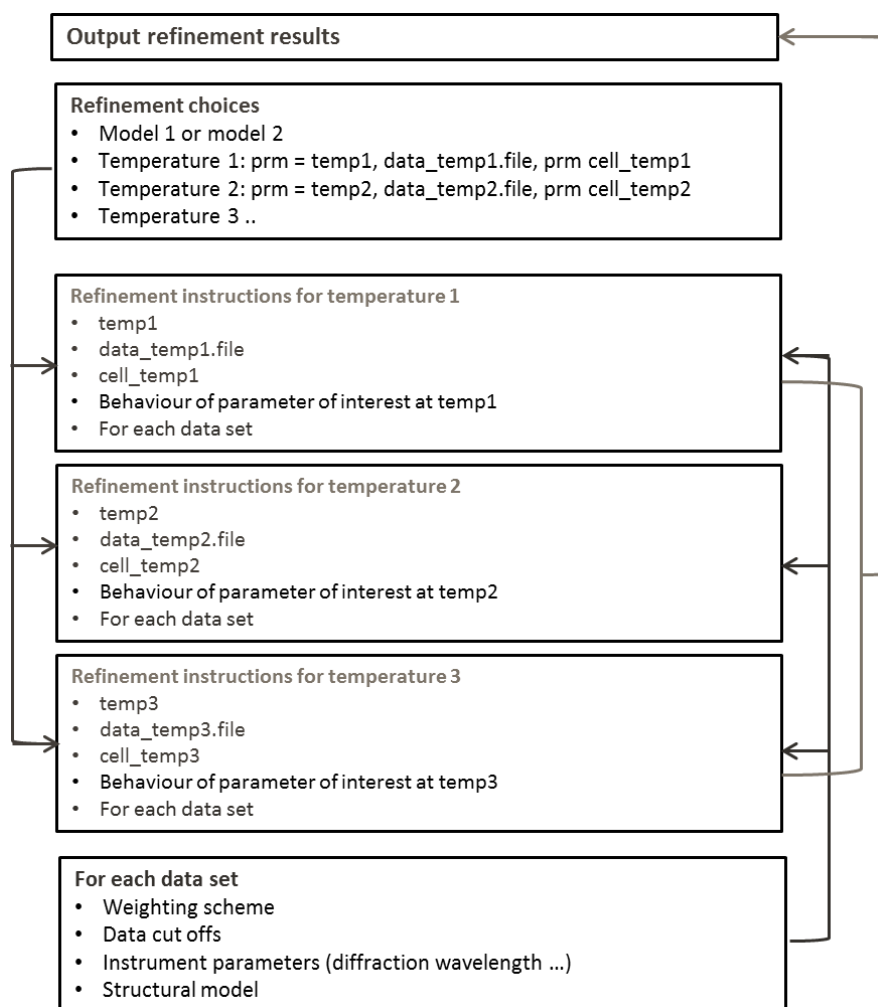 Output refinement results
Refinement choices
• Model 1 or model 2
• Temperature 1: prm = temp1, data_temp1.file, prm cell_temp1
• Temperature 2: prm = temp2, data_temp2.file, prm cell_temp2
• Temperature 3 ..
Refinement instructions for temperature 1
• temp1
• data_temp1.file
• cell_temp1
• Behaviour of parameter of interest at temp1
• For each data set
Refinement instructions for temperature 2
• temp2
• data_temp2.file
• cell_temp2
• Behaviour of parameter of interest at temp2
• For each data set
Refinement instructions for temperature 3
• temp3
• data_temp3.file
• cell_temp3
• Behaviour of parameter of interest at temp3
• For each data set
For each data set
• Weighting scheme
• Data cut offs
• Instrument parameters (diffraction wavelength ...)
• Structural model